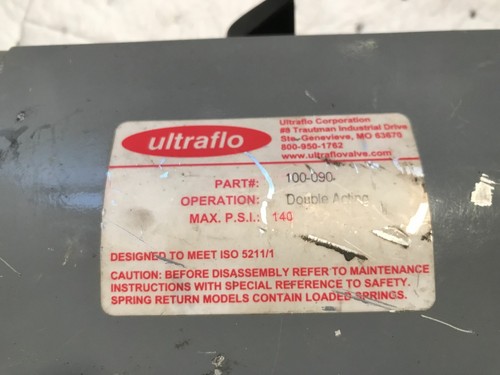 ultraflo
Ultraflo Corporation
#8 Trautman Industrial Drive
Ste. Genevieve, MO 63670
800-950-1762
www.ultraflovalve.com
PART#: 100-090
OPERATION: Double Acting
MAX. P.S.I.: 140
DESIGNED TO MEET ISO 5211/1
CAUTION: BEFORE DISASSEMBLY REFER TO MAINTENANCE
INSTRUCTIONS WITH SPECIAL REFERENCE TO SAFETY.
SPRING RETURN MODELS CONTAIN LOADED SPRINGS.